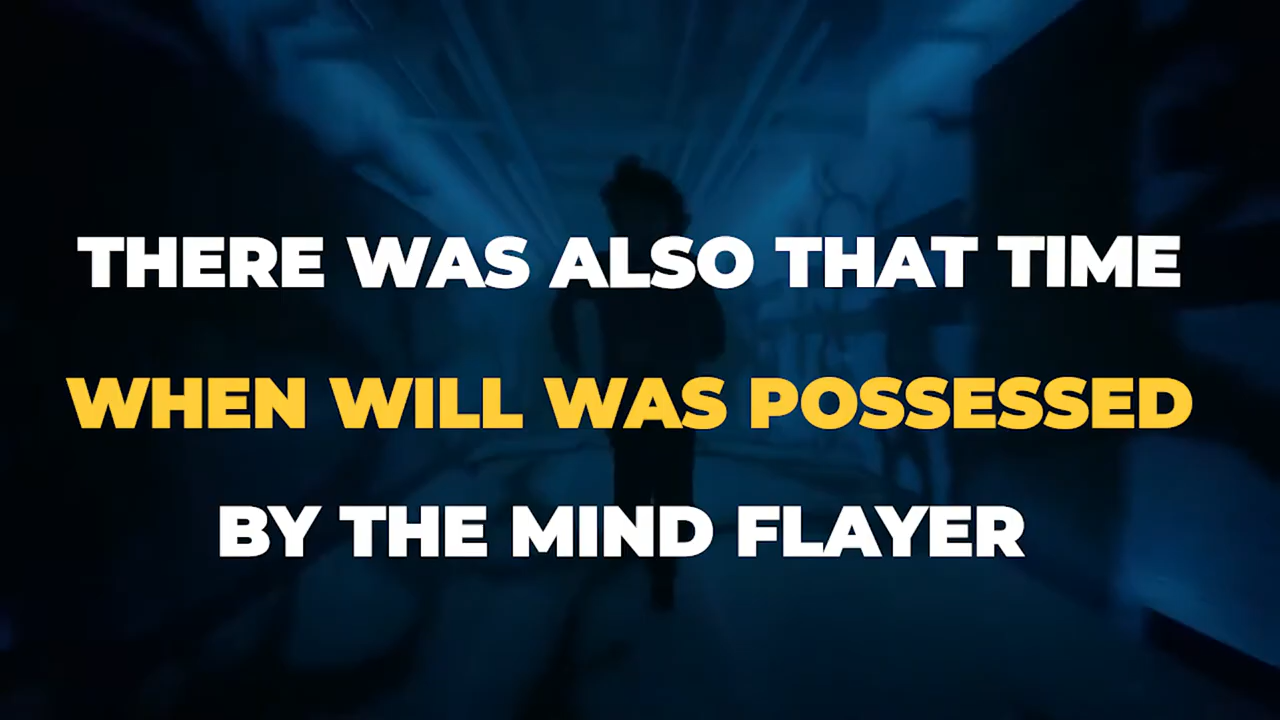 THERE WAS ALSO THAT TIME
WHEN WILL WAS POSSESSED
BY THE MIND FLAYER